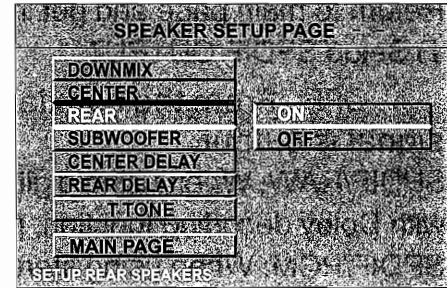 SPEAKER SETUP PAGE
DOWNMIX
CENTER
REAR
ON
SUBWOOFER
OFF
CENTER DELAY
REAR DELAY
T TONE
MAIN PAGE
SETUP REAR SPEAKERS